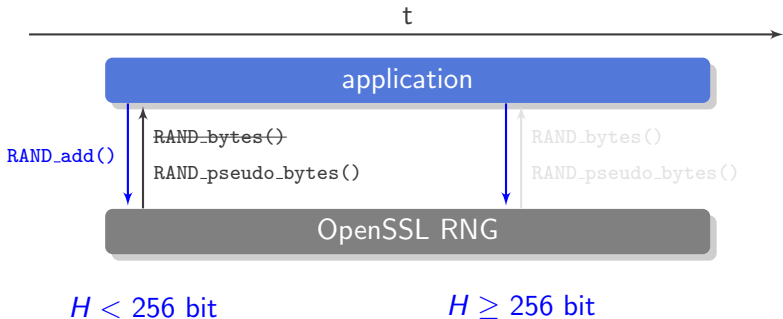 t
application
RAND_bytes() RAND_bytes()
RAND_add()
RAND_pseudo_bytes() RAND_pseudo_bytes()
OpenSSL RNG
H < 256 bit H ≥ 256 bit